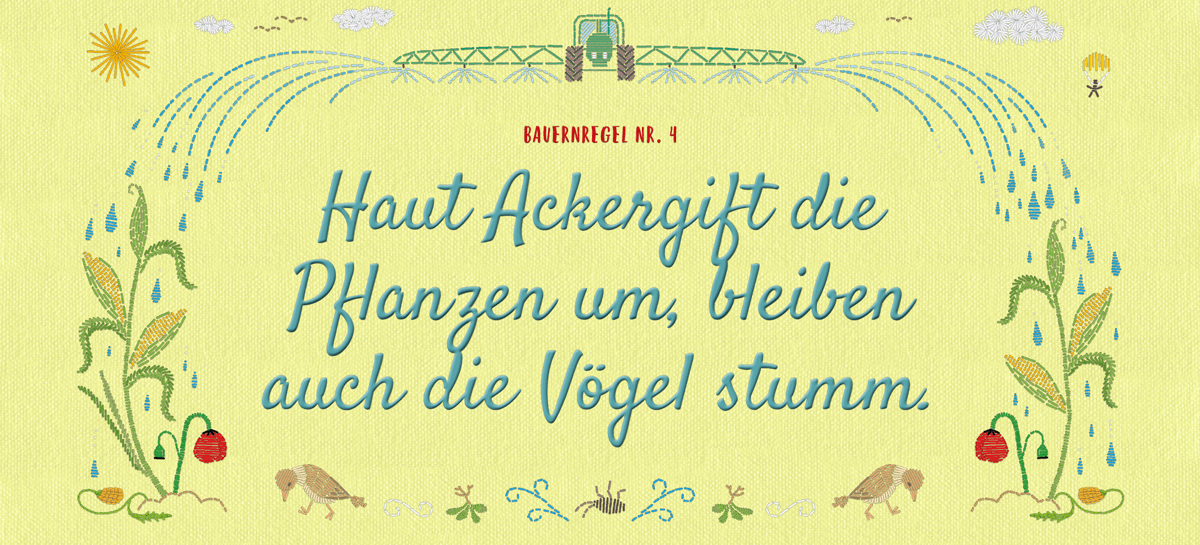 BAUERNREGEL NR. 4
Haut Ackergift die
Pflanzen um, bleiben
auch die Vögel stumm.